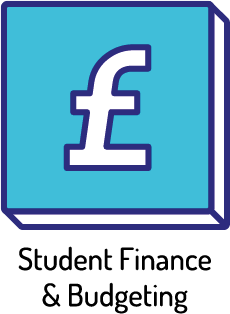 £
Student Finance
& Budgeting